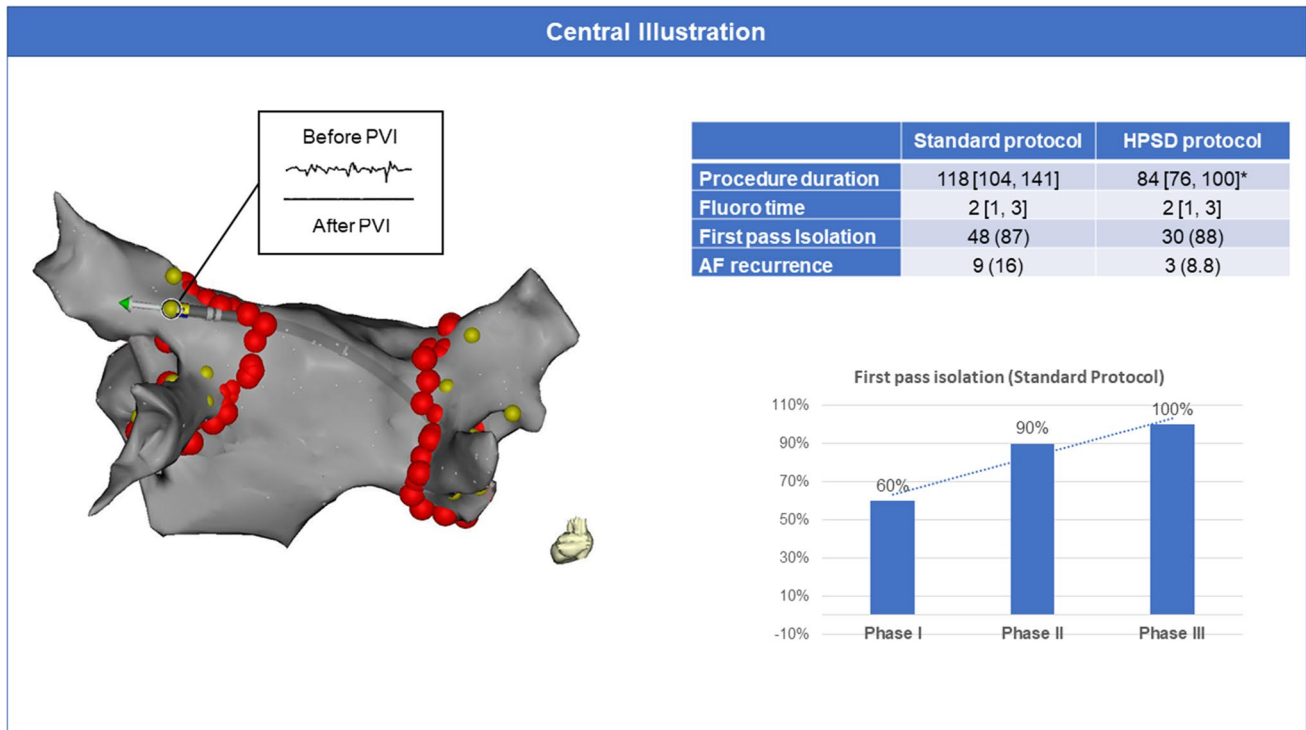 Central Illustration
Before PVI
After PVI
Standard protocol HPSD protocol
Procedure duration 118 [104, 141] 84 [76, 100]*
Fluoro time 2 [1, 3] 2 [1, 3]
First pass Isolation 48 (87) 30 (88)
AF recurrence 9 (16) 3 (8.8)
First pass isolation (Standard Protocol)
110%
90%
70%
50%
30%
10%
-10%
60%
90%
100%
Phase I Phase II Phase III